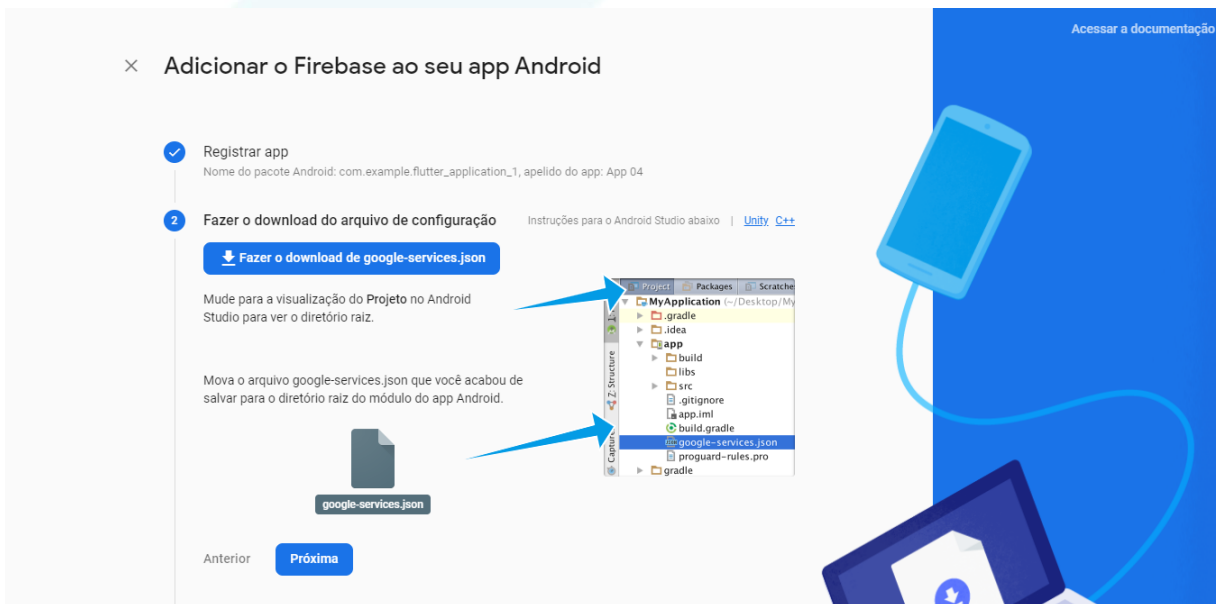 Acessar a documentação
Adicionar o Firebase ao seu app Android
Registrar app
Nome do pacote Android: com.example.flutter_application_1, apelido do app: App 04
2
Fazer o download do arquivo de configuração
Instruções para o Android Studio abaixo | Unity C++
Fazer o download de google-services.json
Mude para a visualização do Projeto no Android
Studio para ver o diretório raiz.
Mova o arquivo google-services.json que você acabou de
salvar para o diretório raiz do módulo do app Android.
google-services.json
Project Packages Scratche
MyApplication (~/Desktop/My
.gradle
.idea
app
build
libs
src
.gitignore
app.iml
build.gradle
google-services.json
proguard-rules.pro
gradle
Z: Structure
Captur
Anterior
Próxima